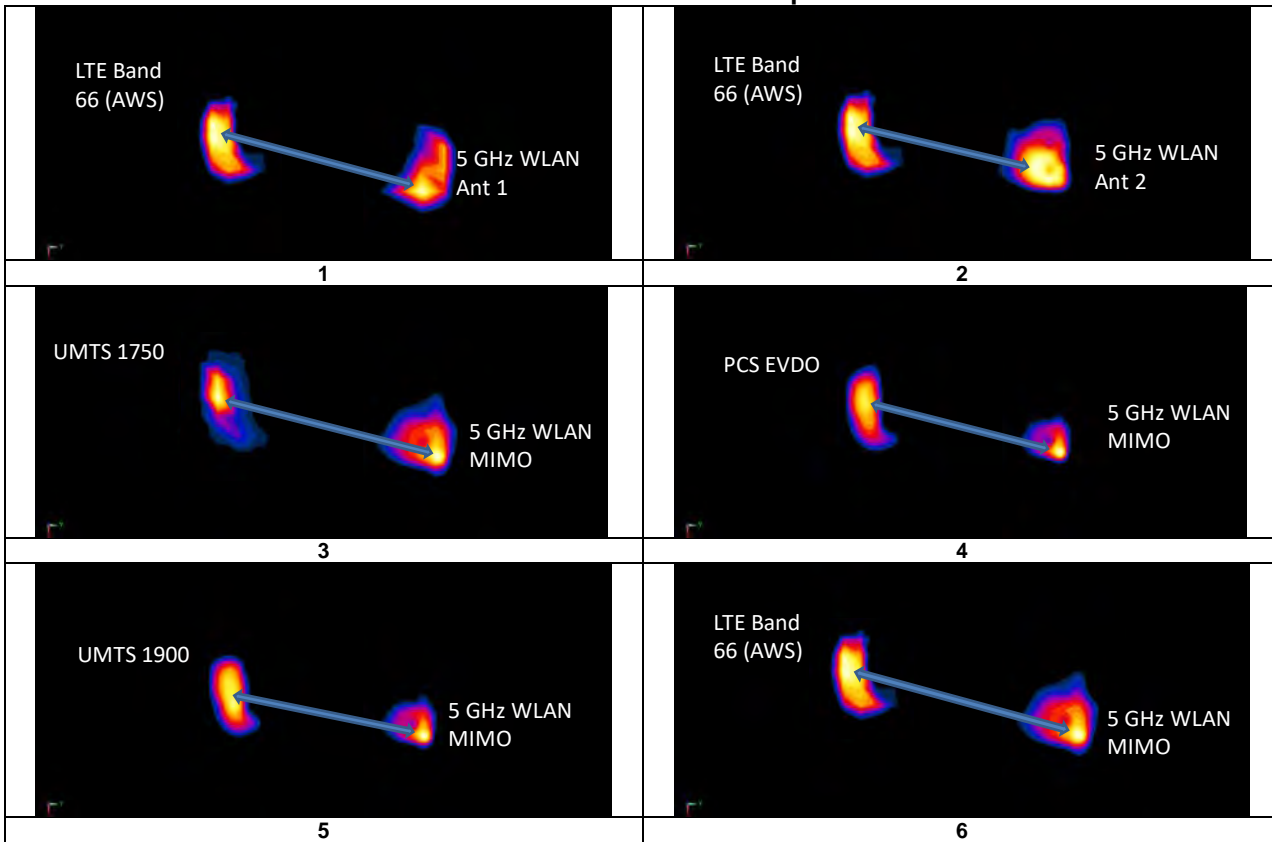 LTE Band
66 (AWS)
5 GHz WLAN
Ant 1
1
LTE Band
66 (AWS)
5 GHz WLAN
Ant 2
2
UMTS 1750
5 GHz WLAN
MIMO
3
PCS EVDO
5 GHz WLAN
MIMO
4
UMTS 1900
5 GHz WLAN
MIMO
5
LTE Band
66 (AWS)
5 GHz WLAN
MIMO
6